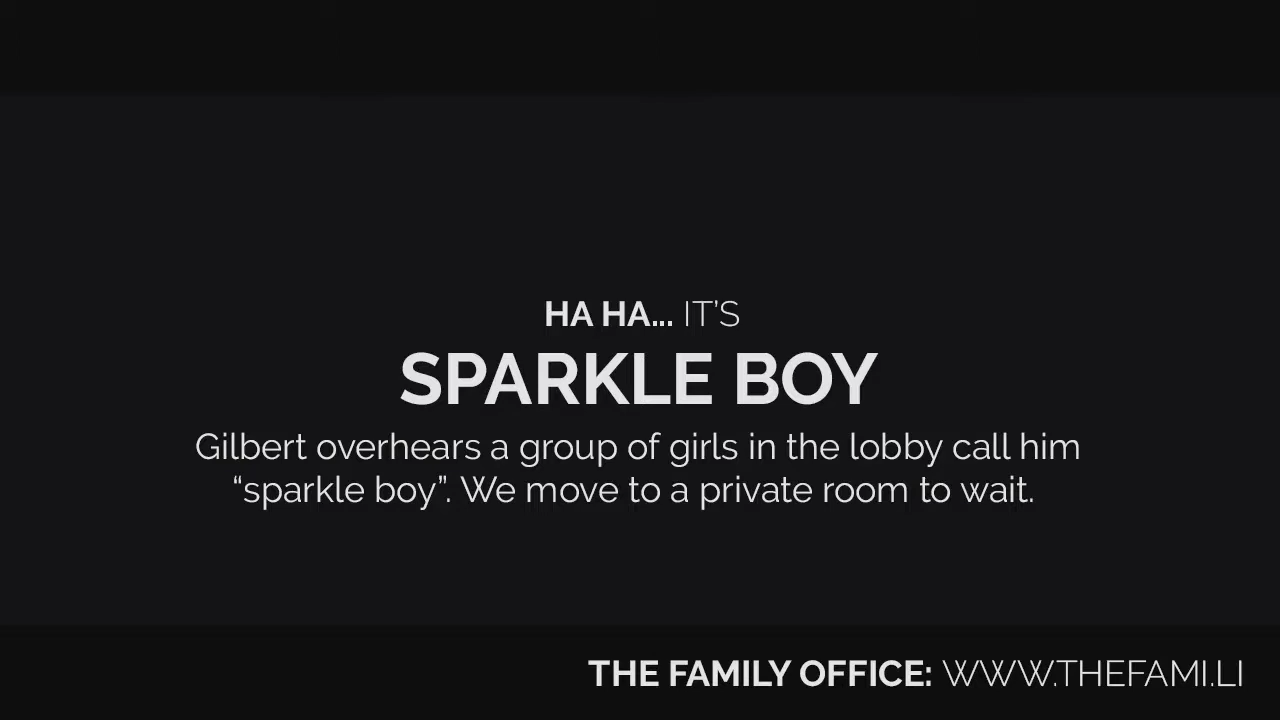 HA HA... IT'S
SPARKLE BOY
Gilbert overhears a group of girls in the lobby call him
“sparkle boy”. We move to a private room to wait.
THE FAMILY OFFICE: WWW.THEFAMI.LI